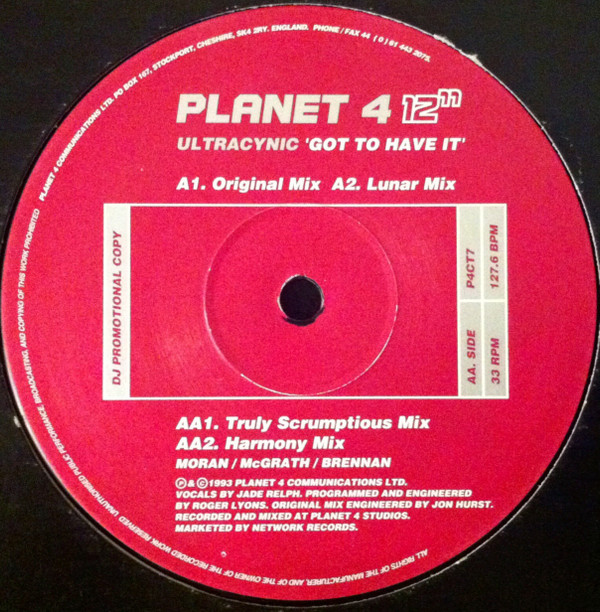 PLANET 4 COMMUNICATIONS LTD. PO BOX 167, STOCKPORT, CHESHIRE, SK4 2RY. ENGLAND. PHONE / FAX 44 ( 0 ) 61 443 2075.
PLANET 4 12"
ULTRACYNIC 'GOT TO HAVE IT'
A1. Original Mix A2. Lunar Mix
DJ PROMOTIONAL COPY
P4CT7
127.6 BPM
AA. SIDE
33 RPM
AA1. Truly Scrumptious Mix
AA2. Harmony Mix
MORAN / McGRATH / BRENNAN
℗ & © 1993 PLANET 4 COMMUNICATIONS LTD.
VOCALS BY JADE RELPH. PROGRAMMED AND ENGINEERED
BY ROGER LYONS. ORIGINAL MIX ENGINEERED BY JON HURST.
RECORDED AND MIXED AT PLANET 4 STUDIOS.
MARKETED BY NETWORK RECORDS.
ALL RIGHTS OF THE MANUFACTURER, AND OF THE OWNER OF THE RECORDED WORK RESERVED. UNAUTHORISED PUBLIC PERFORMANCE, BROADCASTING, AND COPYING OF THIS WORK PROHIBITED